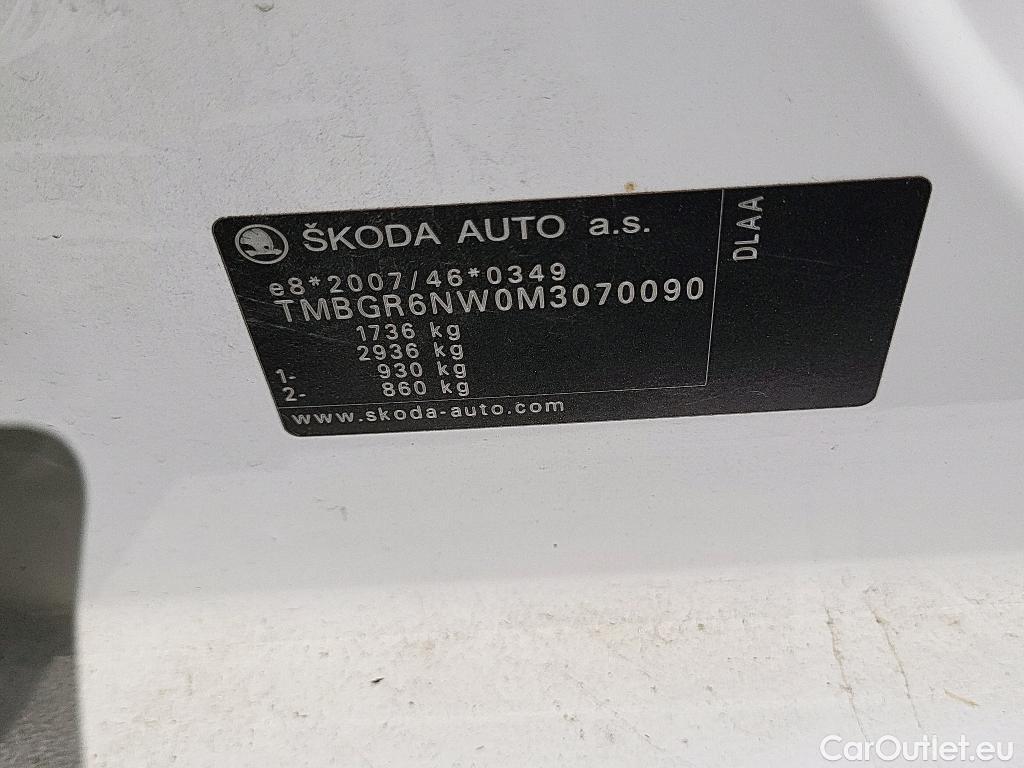 ŠKODA AUTO a.s.
e8*2007/46*0349
TMBGR6NW0M3070090
1736 kg
2936 kg
1- 930 kg
2- 860 kg
www.skoda-auto.com
DLAA
CarOutlet.eu